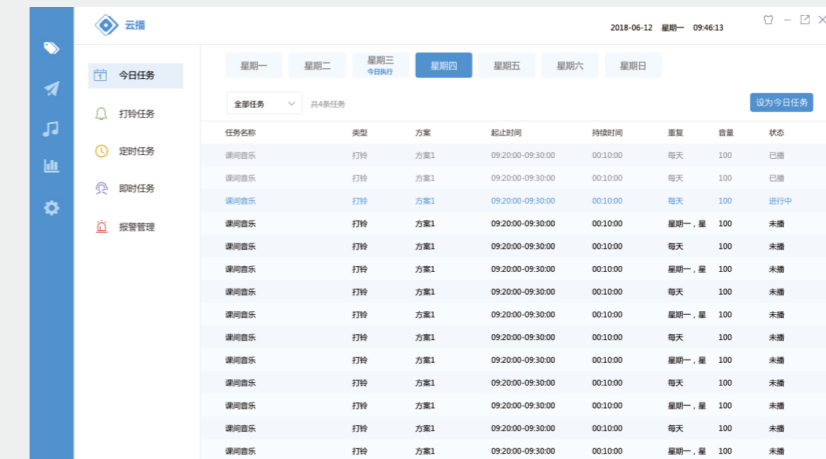 云播
2018-06-12 星期一 09:46:13
今日任务
打铃任务
定时任务
即时任务
报警管理
星期一 星期二 星期三 星期四 星期五 星期六 星期日
今日执行
全部任务 共4条任务 设为今日任务
任务名称 类型 方案 起止时间 持续时间 重复 音量 状态
课间音乐 打铃 方案1 09:20:00-09:30:00 00:10:00 每天 100 已播
课间音乐 打铃 方案1 09:20:00-09:30:00 00:10:00 每天 100 已播
课间音乐 打铃 方案1 09:20:00-09:30:00 00:10:00 每天 100 进行中
课间音乐 打铃 方案1 09:20:00-09:30:00 00:10:00 星期一，星 100 未播
课间音乐 打铃 方案1 09:20:00-09:30:00 00:10:00 每天 100 未播
课间音乐 打铃 方案1 09:20:00-09:30:00 00:10:00 星期一，星 100 未播
课间音乐 打铃 方案1 09:20:00-09:30:00 00:10:00 每天 100 未播
课间音乐 打铃 方案1 09:20:00-09:30:00 00:10:00 星期一，星 100 未播
课间音乐 打铃 方案1 09:20:00-09:30:00 00:10:00 每天 100 未播
课间音乐 打铃 方案1 09:20:00-09:30:00 00:10:00 星期一，星 100 未播
课间音乐 打铃 方案1 09:20:00-09:30:00 00:10:00 每天 100 未播
课间音乐 打铃 方案1 09:20:00-09:30:00 00:10:00 星期一，星 100 未播
课间音乐 打铃 方案1 09:20:00-09:30:00 00:10:00 每天 100 未播
课间音乐 打铃 方案1 09:20:00-09:30:00 00:10:00 星期一，星 100 未播